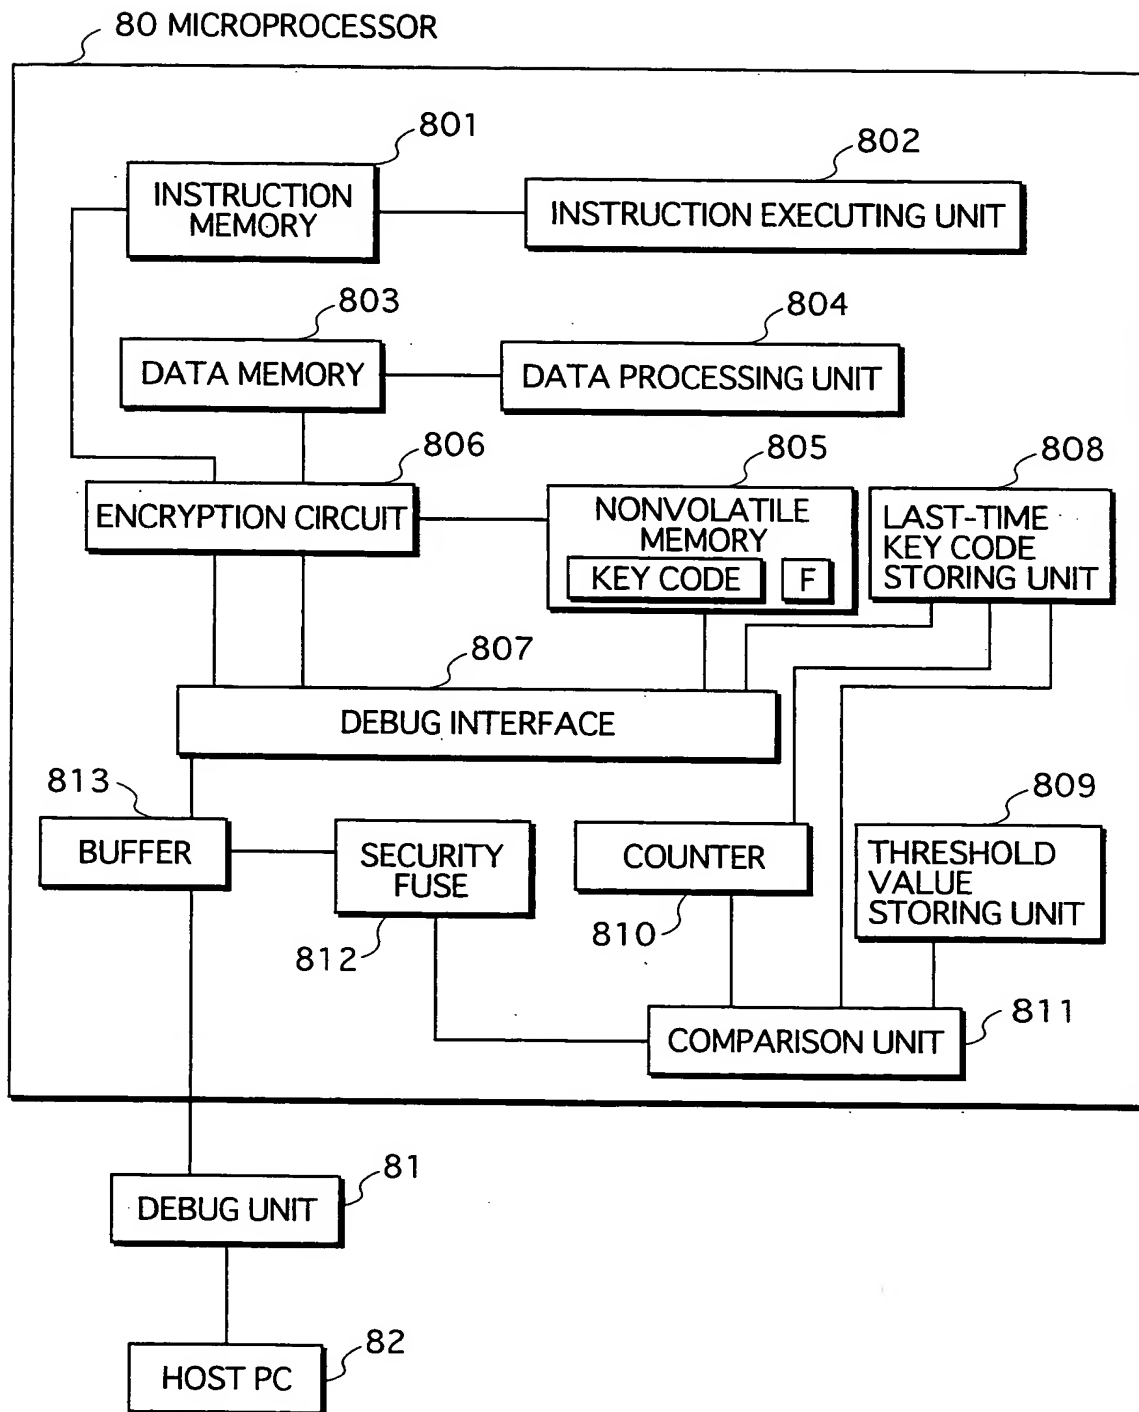 80 MICROPROCESSOR
801
INSTRUCTION
MEMORY
802
INSTRUCTION EXECUTING UNIT
803
DATA MEMORY
804
DATA PROCESSING UNIT
806
ENCRYPTION CIRCUIT
805
NONVOLATILE
MEMORY
KEY CODE
F
808
LAST-TIME
KEY CODE
STORING UNIT
807
DEBUG INTERFACE
813
BUFFER
SECURITY
FUSE
812
COUNTER
810
809
THRESHOLD
VALUE
STORING UNIT
COMPARISON UNIT
811
81
DEBUG UNIT
82
HOST PC